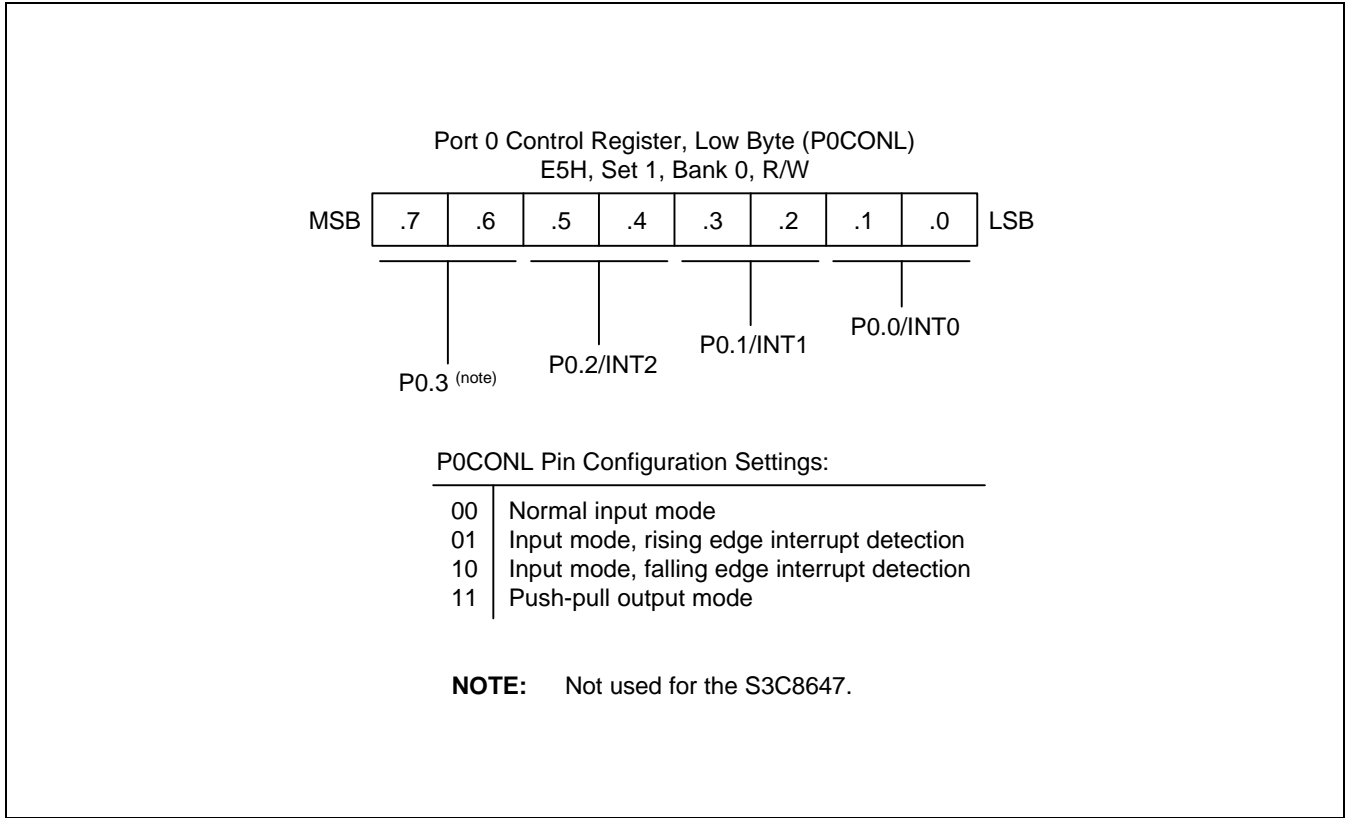 Port 0 Control Register, Low Byte (P0CONL)
E5H, Set 1, Bank 0, R/W
MSB .7 .6 .5 .4 .3 .2 .1 .0 LSB
P0.3 (note) P0.2/INT2 P0.1/INT1 P0.0/INT0
P0CONL Pin Configuration Settings:
00 Normal input mode
01 Input mode, rising edge interrupt detection
10 Input mode, falling edge interrupt detection
11 Push-pull output mode
NOTE: Not used for the S3C8647.